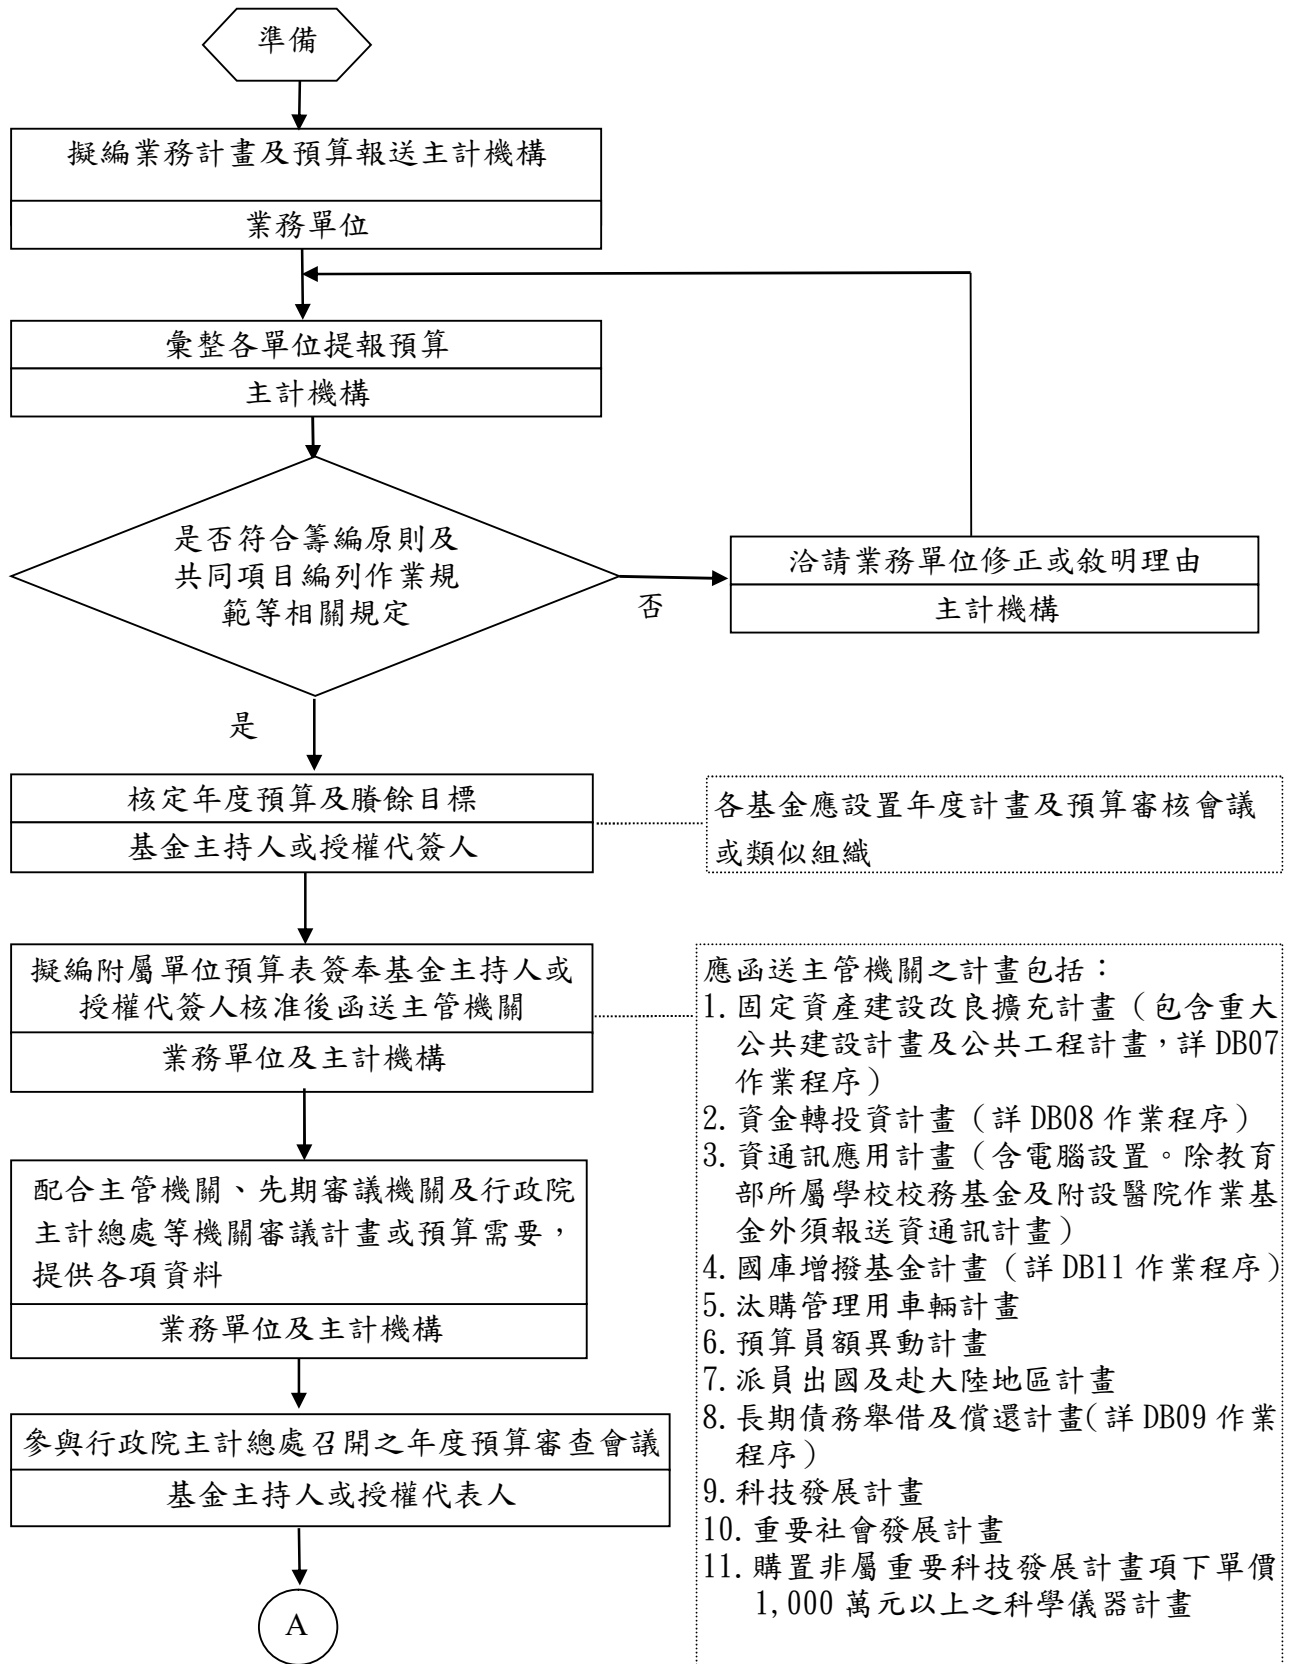 準備
擬編業務計畫及預算報送主計機構
業務單位
彙整各單位提報預算
主計機構
是否符合籌編原則及
共同項目編列作業規
範等相關規定
否
洽請業務單位修正或敘明理由
主計機構
是
核定年度預算及賸餘目標
基金主持人或授權代簽人
各基金應設置年度計畫及預算審核會議
或類似組織
擬編附屬單位預算表簽奉基金主持人或
授權代簽人核准後函送主管機關
業務單位及主計機構
配合主管機關、先期審議機關及行政院
主計總處等機關審議計畫或預算需要，
提供各項資料
業務單位及主計機構
參與行政院主計總處召開之年度預算審查會議
基金主持人或授權代表人
A
應函送主管機關之計畫包括：
1.固定資產建設改良擴充計畫（包含重大
公共建設計畫及公共工程計畫，詳 DB07
作業程序）
2.資金轉投資計畫（詳 DB08 作業程序）
3.資通訊應用計畫（含電腦設置。除教育
部所屬學校校務基金及附設醫院作業基
金外須報送資通訊計畫）
4.國庫增撥基金計畫（詳 DB11 作業程序）
5.汰購管理用車輛計畫
6.預算員額異動計畫
7.派員出國及赴大陸地區計畫
8.長期債務舉借及償還計畫(詳 DB09 作業
程序）
9.科技發展計畫
10.重要社會發展計畫
11.購置非屬重要科技發展計畫項下單價
1,000 萬元以上之科學儀器計畫